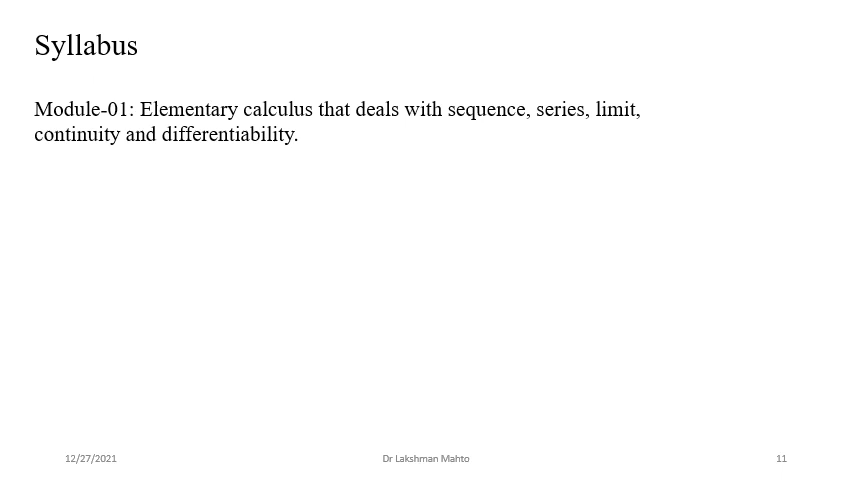 Syllabus
Module-01: Elementary calculus that deals with sequence, series, limit,
continuity and differentiability.
12/27/2021
Dr Lakshman Mahto
11